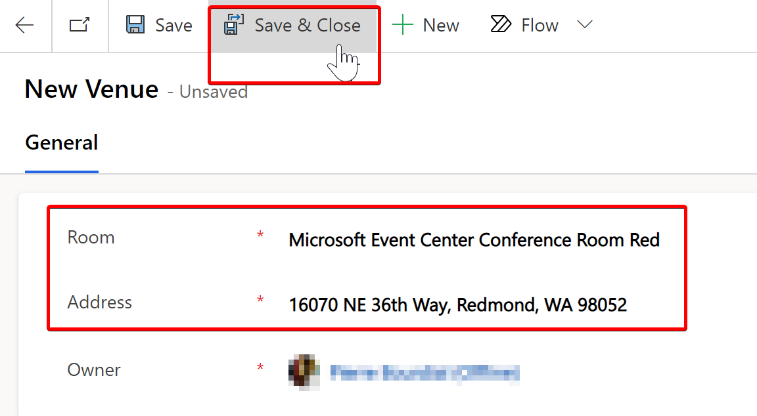 Save Save & Close New Flow
New Venue - Unsaved
General
Room * Microsoft Event Center Conference Room Red
Address * 16070 NE 36th Way, Redmond, WA 98052
Owner *